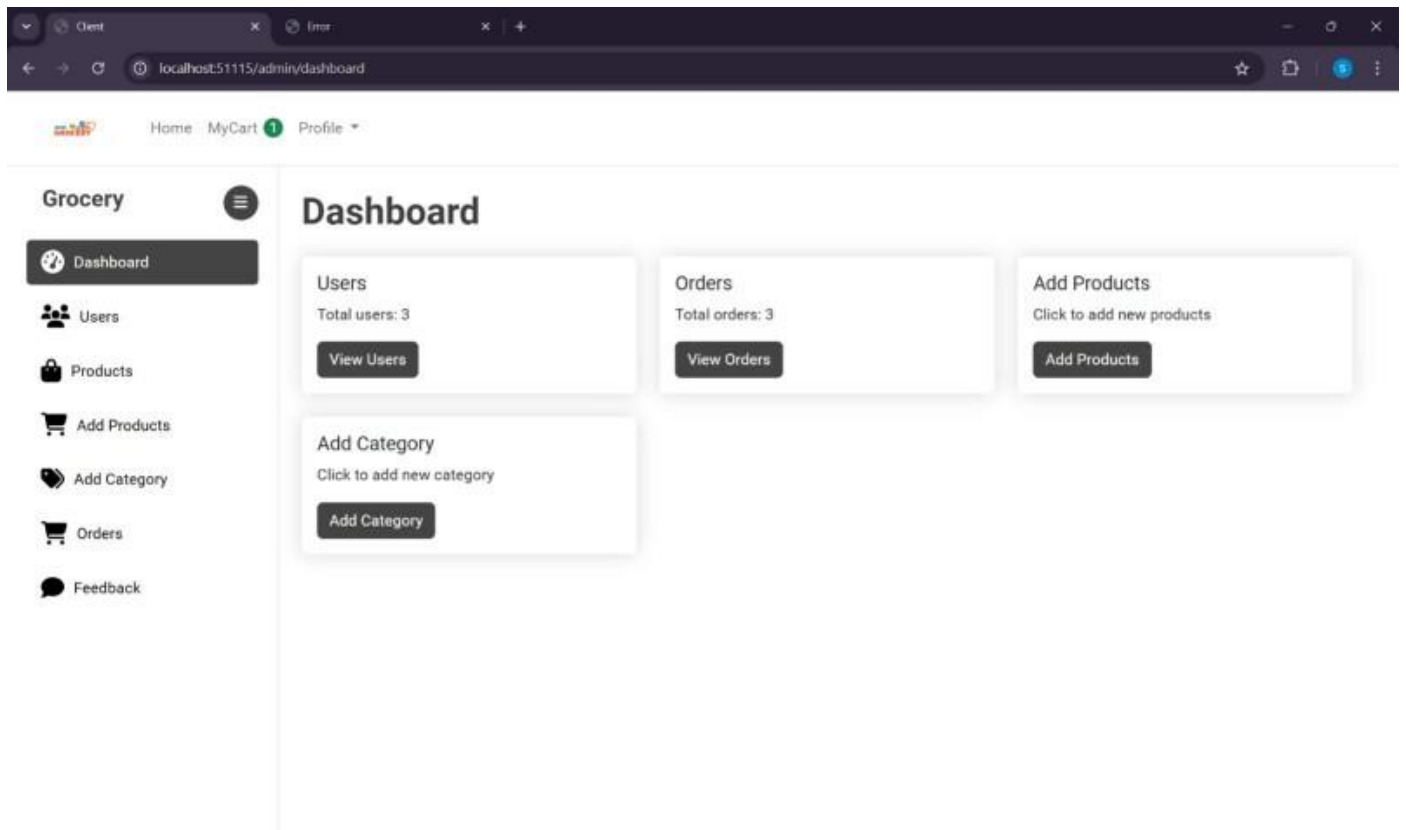 Client
Error
localhost:51115/admin/dashboard
S
Home MyCart 1 Profile
Grocery
Dashboard
Users
Products
Add Products
Add Category
Orders
Feedback
Dashboard
Users
Total users: 3
View Users
Orders
Total orders: 3
View Orders
Add Products
Click to add new products
Add Products
Add Category
Click to add new category
Add Category